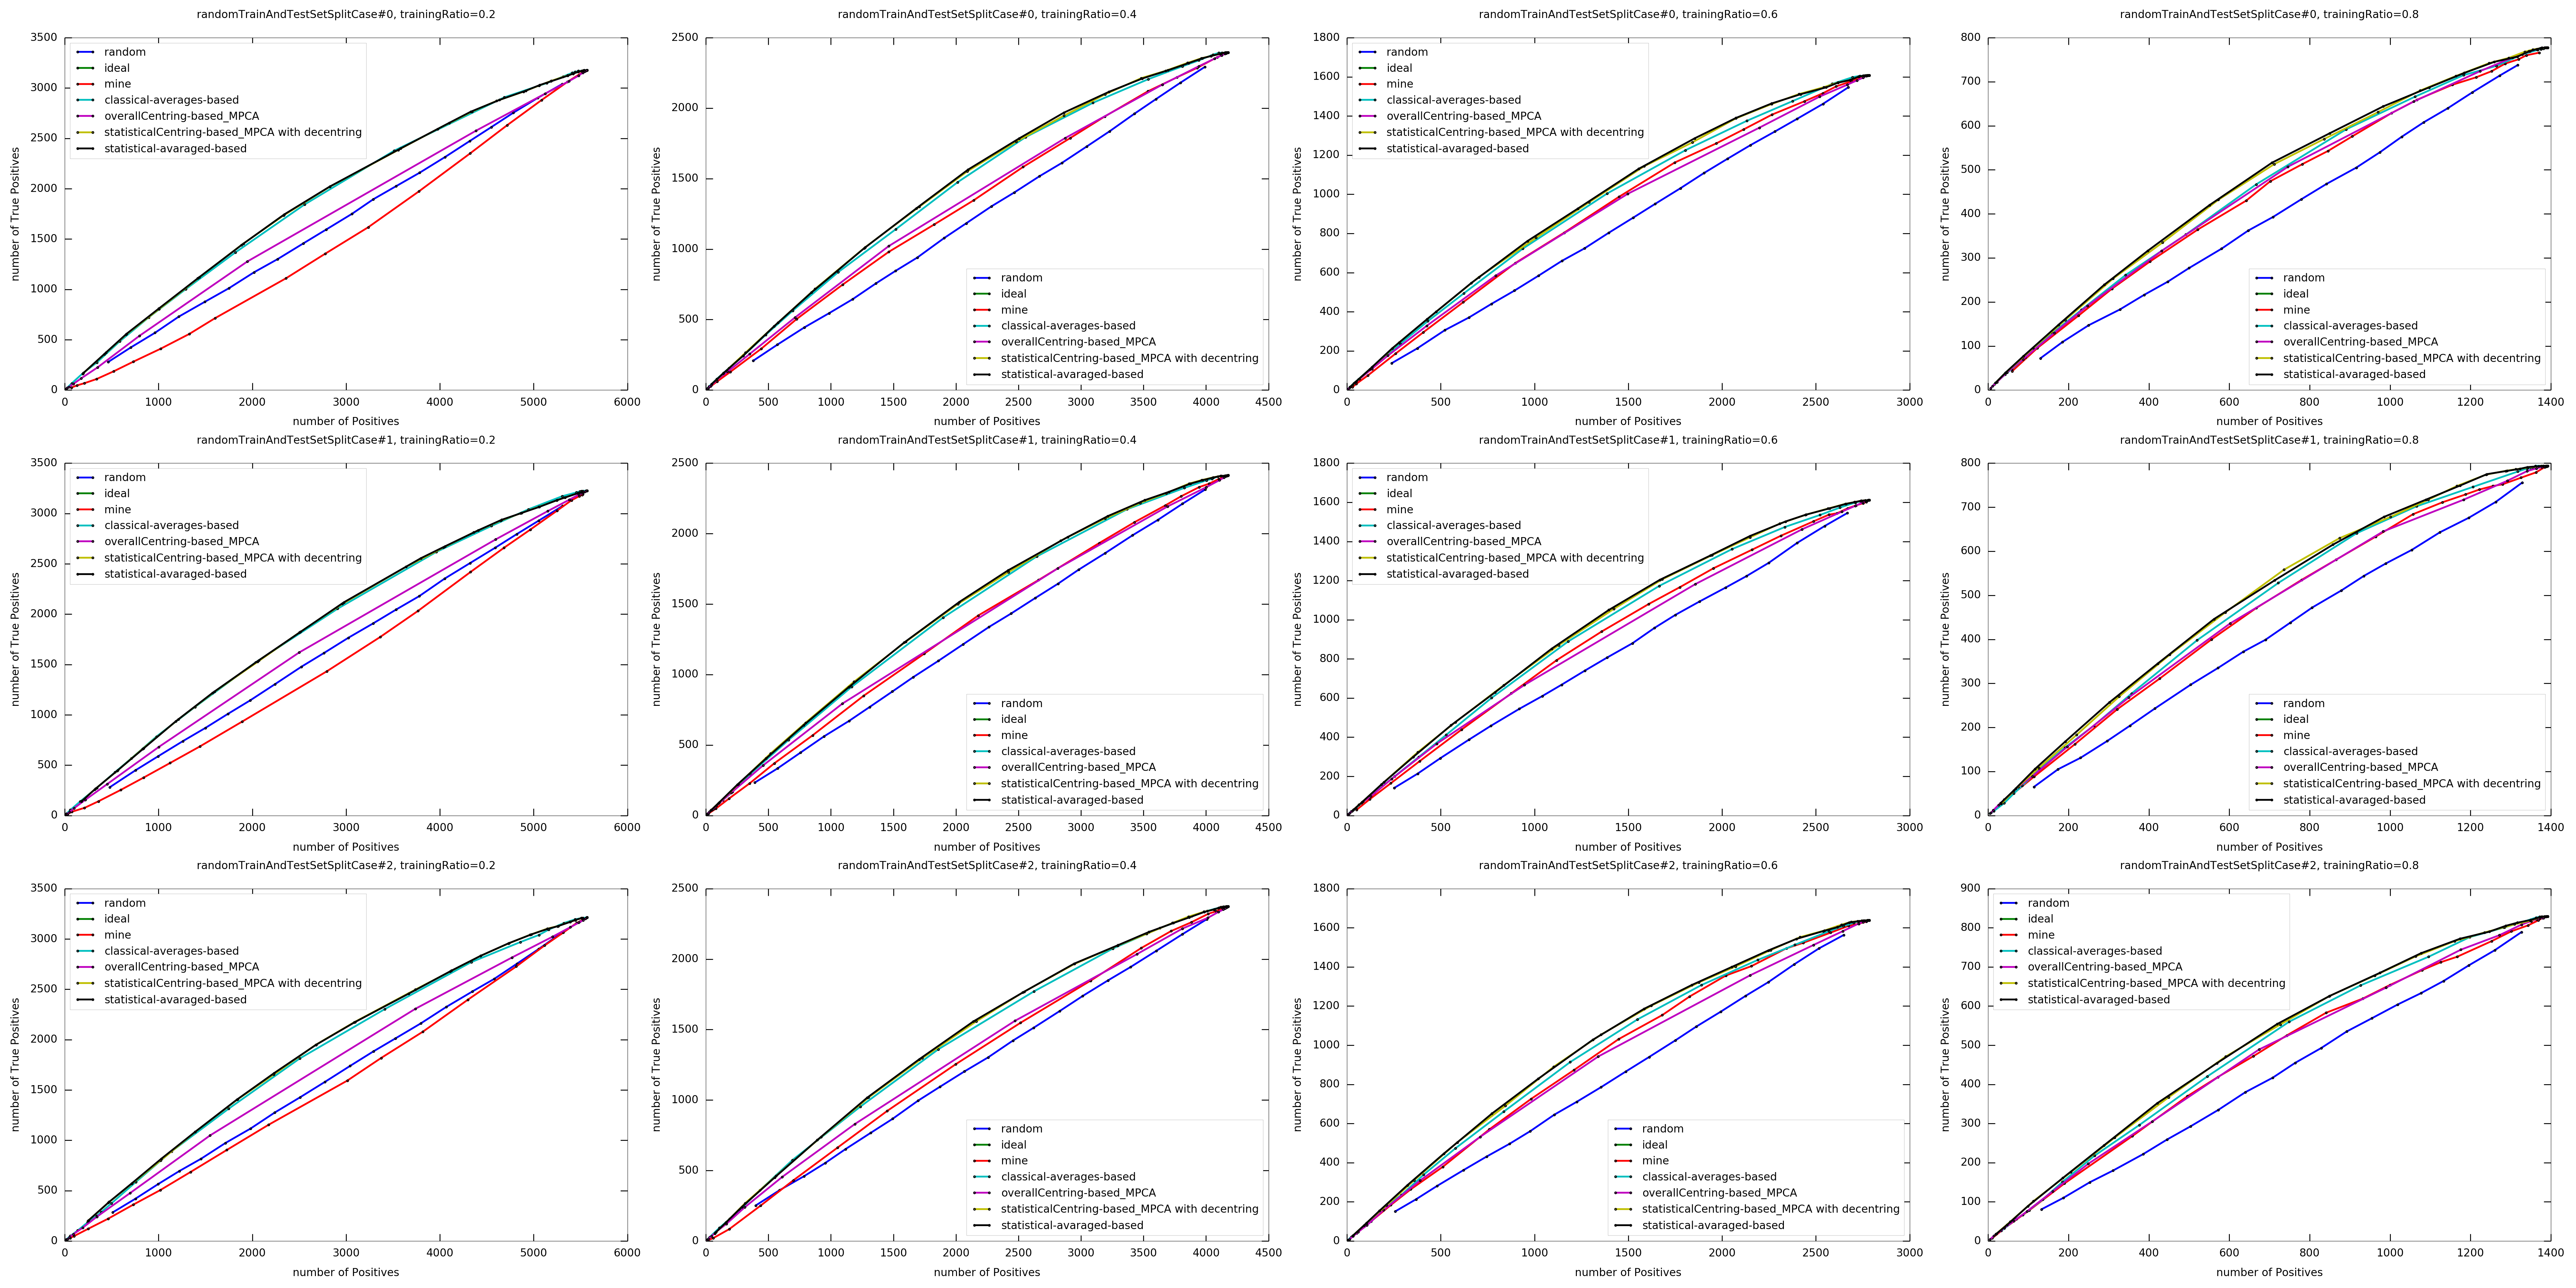 randomTrainAndTestSetSplitCase#0, trainingRatio=0.2
number of True Positives
3500
3000
2500
2000
1500
1000
500
0
random
ideal
mine
classical-averages-based
overallCentring-based_MPCA
statisticalCentring-based_MPCA with decentring
statistical-avaraged-based
0 1000 2000 3000 4000 5000 6000
number of Positives
randomTrainAndTestSetSplitCase#0, trainingRatio=0.4
number of True Positives
2500
2000
1500
1000
500
0
random
ideal
mine
classical-averages-based
overallCentring-based_MPCA
statisticalCentring-based_MPCA with decentring
statistical-avaraged-based
0 500 1000 1500 2000 2500 3000 3500 4000 4500
number of Positives
randomTrainAndTestSetSplitCase#0, trainingRatio=0.6
number of True Positives
1800
1600
1400
1200
1000
800
600
400
200
0
random
ideal
mine
classical-averages-based
overallCentring-based_MPCA
statisticalCentring-based_MPCA with decentring
statistical-avaraged-based
0 500 1000 1500 2000 2500 3000
number of Positives
randomTrainAndTestSetSplitCase#0, trainingRatio=0.8
number of True Positives
800
700
600
500
400
300
200
100
0
random
ideal
mine
classical-averages-based
overallCentring-based_MPCA
statisticalCentring-based_MPCA with decentring
statistical-avaraged-based
0 200 400 600 800 1000 1200 1400
number of Positives
randomTrainAndTestSetSplitCase#1, trainingRatio=0.2
number of True Positives
3500
3000
2500
2000
1500
1000
500
0
random
ideal
mine
classical-averages-based
overallCentring-based_MPCA
statisticalCentring-based_MPCA with decentring
statistical-avaraged-based
0 1000 2000 3000 4000 5000 6000
number of Positives
randomTrainAndTestSetSplitCase#1, trainingRatio=0.4
number of True Positives
2500
2000
1500
1000
500
0
random
ideal
mine
classical-averages-based
overallCentring-based_MPCA
statisticalCentring-based_MPCA with decentring
statistical-avaraged-based
0 500 1000 1500 2000 2500 3000 3500 4000 4500
number of Positives
randomTrainAndTestSetSplitCase#1, trainingRatio=0.6
number of True Positives
1800
1600
1400
1200
1000
800
600
400
200
0
random
ideal
mine
classical-averages-based
overallCentring-based_MPCA
statisticalCentring-based_MPCA with decentring
statistical-avaraged-based
0 500 1000 1500 2000 2500 3000
number of Positives
randomTrainAndTestSetSplitCase#1, trainingRatio=0.8
number of True Positives
800
700
600
500
400
300
200
100
0
random
ideal
mine
classical-averages-based
overallCentring-based_MPCA
statisticalCentring-based_MPCA with decentring
statistical-avaraged-based
0 200 400 600 800 1000 1200 1400
number of Positives
randomTrainAndTestSetSplitCase#2, trainingRatio=0.2
number of True Positives
3500
3000
2500
2000
1500
1000
500
0
random
ideal
mine
classical-averages-based
overallCentring-based_MPCA
statisticalCentring-based_MPCA with decentring
statistical-avaraged-based
0 1000 2000 3000 4000 5000 6000
number of Positives
randomTrainAndTestSetSplitCase#2, trainingRatio=0.4
number of True Positives
2500
2000
1500
1000
500
0
random
ideal
mine
classical-averages-based
overallCentring-based_MPCA
statisticalCentring-based_MPCA with decentring
statistical-avaraged-based
0 500 1000 1500 2000 2500 3000 3500 4000 4500
number of Positives
randomTrainAndTestSetSplitCase#2, trainingRatio=0.6
number of True Positives
1800
1600
1400
1200
1000
800
600
400
200
0
random
ideal
mine
classical-averages-based
overallCentring-based_MPCA
statisticalCentring-based_MPCA with decentring
statistical-avaraged-based
0 500 1000 1500 2000 2500 3000
number of Positives
randomTrainAndTestSetSplitCase#2, trainingRatio=0.8
number of True Positives
900
800
700
600
500
400
300
200
100
0
random
ideal
mine
classical-averages-based
overallCentring-based_MPCA
statisticalCentring-based_MPCA with decentring
statistical-avaraged-based
0 200 400 600 800 1000 1200 1400
number of Positives